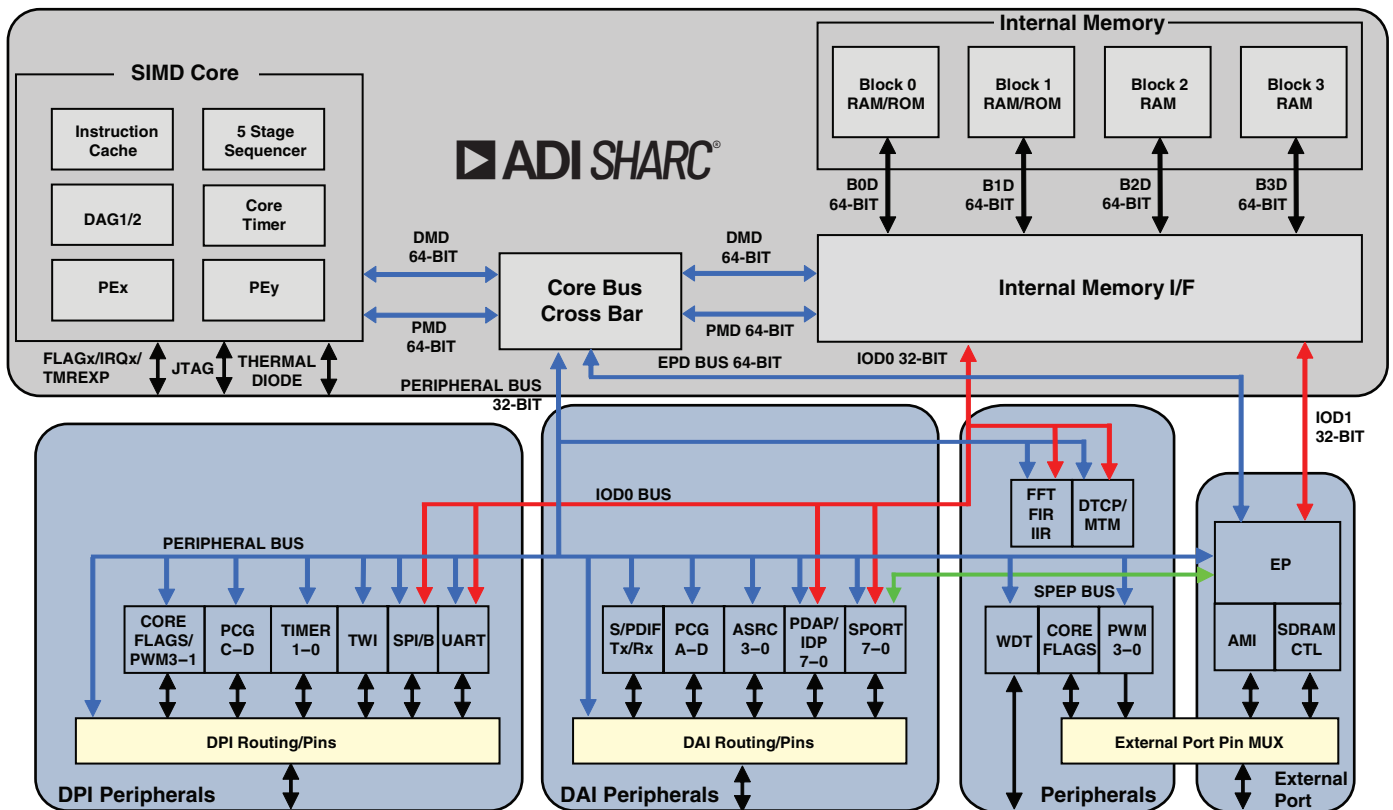 Internal Memory
SIMD Core
Block 0
RAM/ROM
Block 1
RAM/ROM
Block 2
RAM
Block 3
RAM
Instruction
Cache
5 Stage
Sequencer
ADI SHARC®
DAG1/2
Core
Timer
PEx
PEy
B0D
64-BIT
B1D
64-BIT
B2D
64-BIT
B3D
64-BIT
DMD
64-BIT
DMD
64-BIT
Core Bus
Cross Bar
Internal Memory I/F
PMD
64-BIT
PMD 64-BIT
FLAGx/IRQx/
TMREXP
JTAG
THERMAL
DIODE
EPD BUS 64-BIT
IOD0 32-BIT
PERIPHERAL BUS
32-BIT
IOD1
32-BIT
IOD0 BUS
FFT
FIR
IIR
DTCP/
MTM
PERIPHERAL BUS
EP
SPEP BUS
CORE
FLAGS/
PWM3–1
PCG
C–D
TIMER
1–0
TWI
SPI/B
UART
S/PDIF
Tx/Rx
PCG
A–D
ASRC
3–0
PDAP/
IDP
7–0
SPORT
7–0
WDT
CORE
FLAGS
PWM
3–0
AMI
SDRAM
CTL
DPI Routing/Pins
DAI Routing/Pins
External Port Pin MUX
DPI Peripherals
DAI Peripherals
Peripherals
External
Port